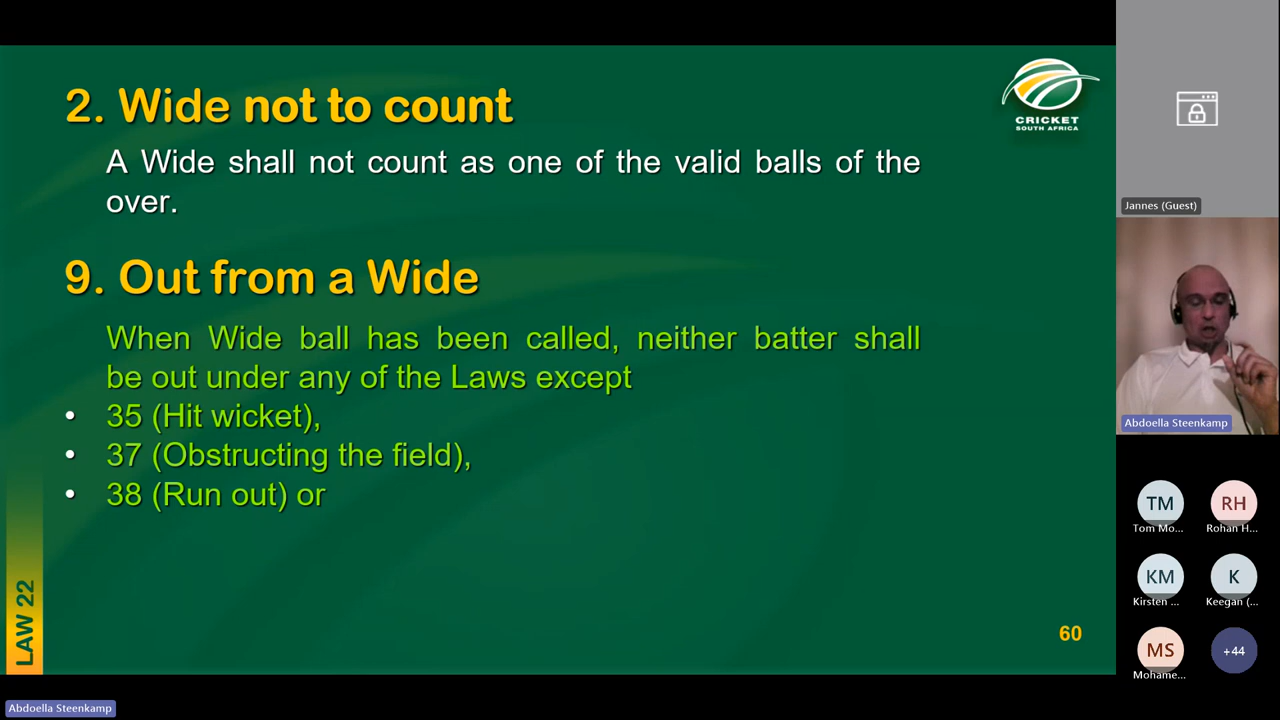 2. Wide not to count
CRICKET
SOUTH AFRICA
A Wide shall not count as one of the valid balls of the
over.
9. Out from a Wide
When Wide ball has been called, neither batter shall
be out under any of the Laws except
• 35 (Hit wicket),
• 37 (Obstructing the field),
• 38 (Run out) or
LAW 22
60
Abdoella Steenkamp
Jannes (Guest)
Abdoella Steenkamp
TM
Tom Mo...
RH
Rohan H...
KM
Kirsten ...
K
Keegan (...
MS
Mohame...
+44